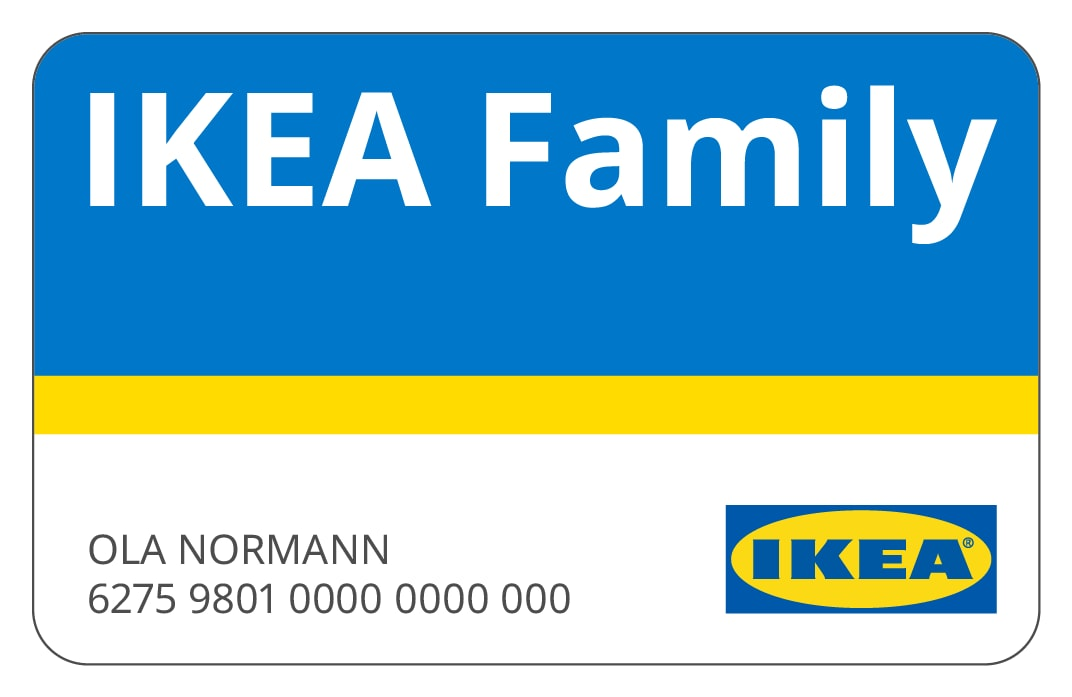 IKEA Family
OLA NORMANN
6275 9801 0000 0000 000
IKEA®